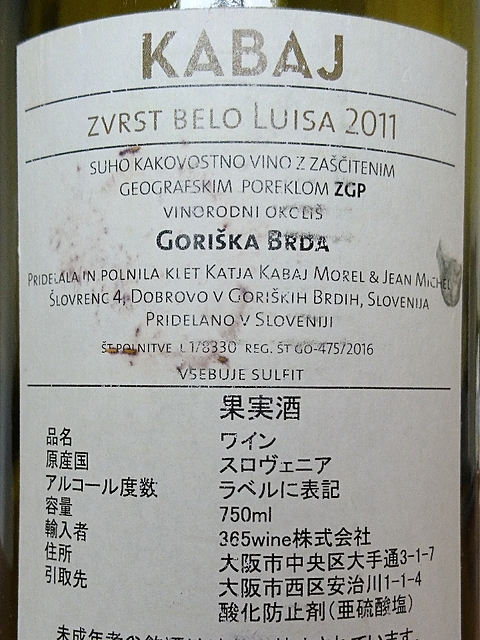 KABAJ
ZVRST BELO LUISA 2011
SUHO KAKOVOSTNO VINO Z ZAŠČITENIM
GEOGRAFSKIM POREKLOM ZGP
VINORODNI OKOLIŠ
GORIŠKA BRDA
PRIDELALA IN POLNILA KLET KATJA KABAJ MOREL & JEAN MICHEL
ŠLOVRENC 4, DOBROVO V GORIŠKIH BRDIH, SLOVENIJA
PRIDELANO V SLOVENIJI
ŠT.POLNITVE L1/8330 REG. ŠT GO-475/2016
VSEBUJE SULFIT
果実酒
品名 ワイン
原産国 スロヴェニア
アルコール度数 ラベルに表記
容量 750ml
輸入者 365wine株式会社
住所 大阪市中央区大手通3-1-7
引取先 大阪市西区安治川1-1-4
酸化防止剤(亜硫酸塩)
未成年者